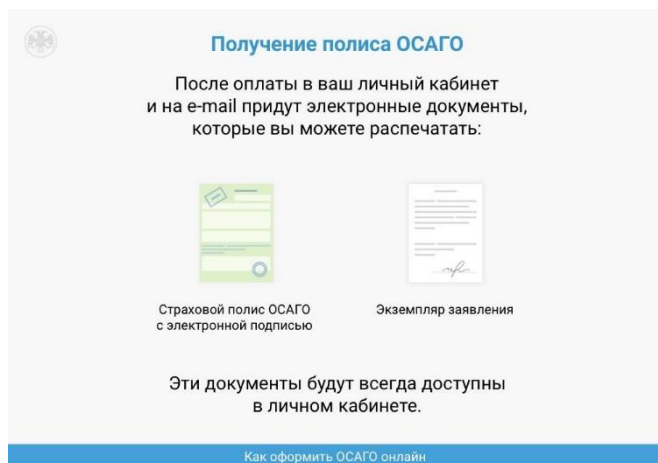 Получение полиса ОСАГО
После оплаты в ваш личный кабинет
и на e-mail придут электронные документы,
которые вы можете распечатать:
Страховой полис ОСАГО
с электронной подписью
Экземпляр заявления
Эти документы будут всегда доступны
в личном кабинете.
Как оформить ОСАГО онлайн